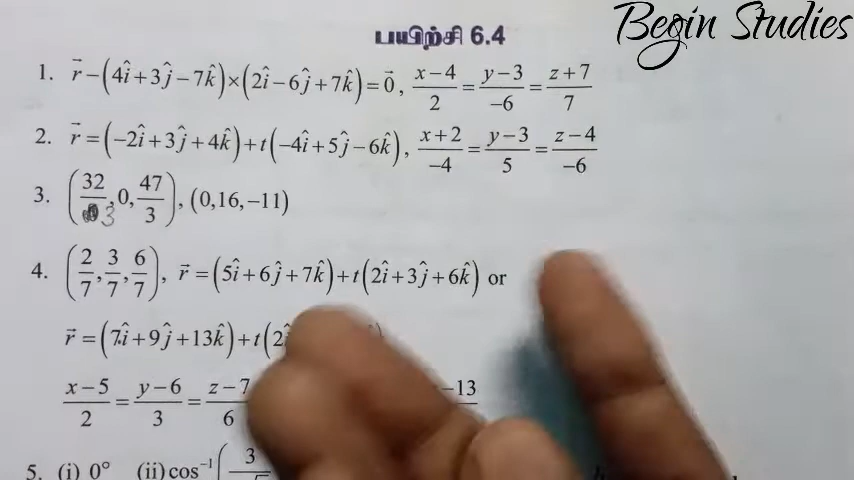 Begin Studies
பயிற்சி 6.4
1. r⃗ − (4î + 3ĵ − 7k̂) × (2î − 6ĵ + 7k̂) = 0⃗, (x−4)/2 = (y−3)/−6 = (z+7)/7
2. r⃗ = (−2î + 3ĵ + 4k̂) + t(−4î + 5ĵ − 6k̂), (x+2)/−4 = (y−3)/5 = (z−4)/−6
3. (32/3, 0, 47/3), (0,16,−11)
4. (2/7, 3/7, 6/7), r⃗ = (5î + 6ĵ + 7k̂) + t(2î + 3ĵ + 6k̂) or
r⃗ = (7î + 9ĵ + 13k̂) + t(2
(x−5)/2 = (y−6)/3 = (z−7)/6 −13
5. (i) 0° (ii) cos⁻¹(3